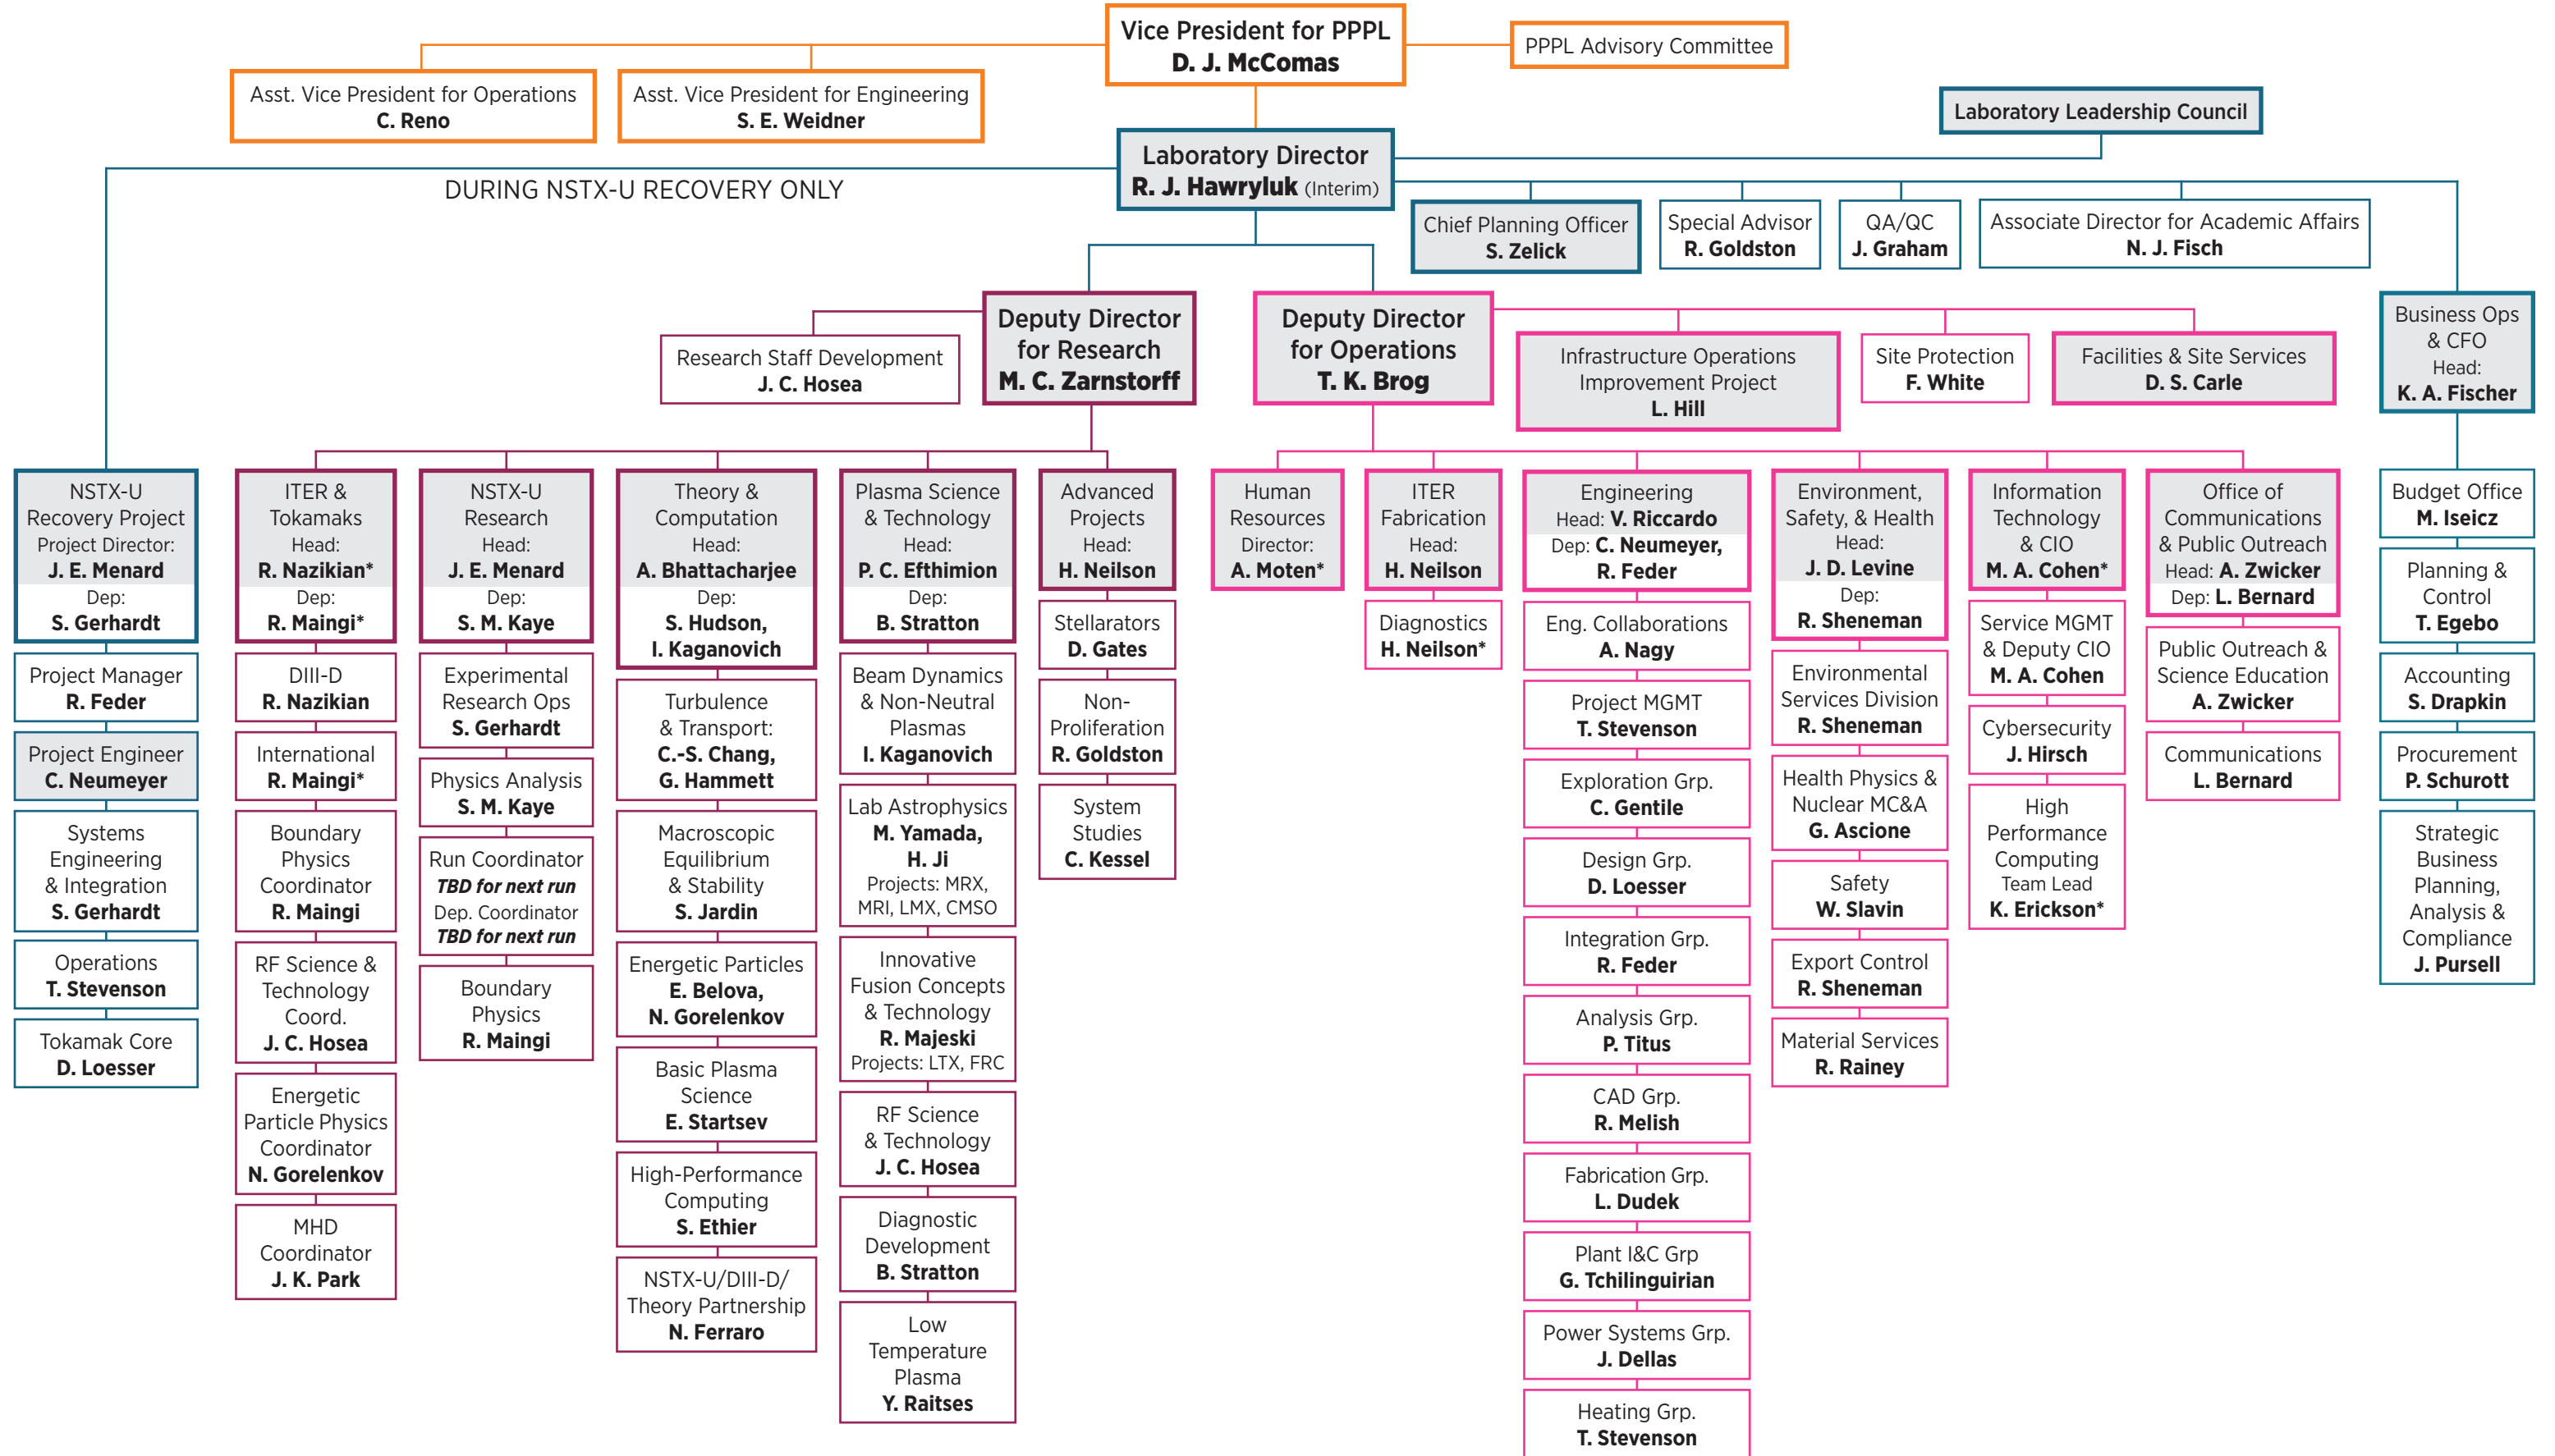 Vice President for PPPL
D. J. McComas
PPPL Advisory Committee
Asst. Vice President for Operations
C. Reno
Asst. Vice President for Engineering
S. E. Weidner
Laboratory Leadership Council
Laboratory Director
R. J. Hawryluk (Interim)
DURING NSTX-U RECOVERY ONLY
Chief Planning Officer
S. Zelick
Special Advisor
R. Goldston
QA/QC
J. Graham
Associate Director for Academic Affairs
N. J. Fisch
Research Staff Development
J. C. Hosea
Deputy Director
for Research
M. C. Zarnstorff
Deputy Director
for Operations
T. K. Brog
Infrastructure Operations
Improvement Project
L. Hill
Site Protection
F. White
Facilities & Site Services
D. S. Carle
Business Ops
& CFO
Head:
K. A. Fischer
NSTX-U
Recovery Project
Project Director:
J. E. Menard
Dep:
S. Gerhardt
Project Manager
R. Feder
Project Engineer
C. Neumeyer
Systems
Engineering
& Integration
S. Gerhardt
Operations
T. Stevenson
Tokamak Core
D. Loesser
ITER &
Tokamaks
Head:
R. Nazikian*
Dep:
R. Maingi*
DIII-D
R. Nazikian
International
R. Maingi*
Boundary
Physics
Coordinator
R. Maingi
RF Science &
Technology
Coord.
J. C. Hosea
Energetic
Particle Physics
Coordinator
N. Gorelenkov
MHD
Coordinator
J. K. Park
NSTX-U
Research
Head:
J. E. Menard
Dep:
S. M. Kaye
Experimental
Research Ops
S. Gerhardt
Physics Analysis
S. M. Kaye
Run Coordinator
TBD for next run
Dep. Coordinator
TBD for next run
Boundary
Physics
R. Maingi
Theory &
Computation
Head:
A. Bhattacharjee
Dep:
S. Hudson,
I. Kaganovich
Turbulence
& Transport:
C.-S. Chang,
G. Hammett
Macroscopic
Equilibrium
& Stability
S. Jardin
Energetic Particles
E. Belova,
N. Gorelenkov
Basic Plasma
Science
E. Startsev
High-Performance
Computing
S. Ethier
NSTX-U/DIII-D/
Theory Partnership
N. Ferraro
Plasma Science
& Technology
Head:
P. C. Efthimion
Dep:
B. Stratton
Beam Dynamics
& Non-Neutral
Plasmas
I. Kaganovich
Lab Astrophysics
M. Yamada,
H. Ji
Projects: MRX,
MRI, LMX, CMSO
Innovative
Fusion Concepts
& Technology
R. Majeski
Projects: LTX, FRC
RF Science
& Technology
J. C. Hosea
Diagnostic
Development
B. Stratton
Low
Temperature
Plasma
Y. Raitses
Advanced
Projects
Head:
H. Neilson
Stellarators
D. Gates
Non-
Proliferation
R. Goldston
System
Studies
C. Kessel
Human
Resources
Director:
A. Moten*
ITER
Fabrication
Head:
H. Neilson
Diagnostics
H. Neilson*
Engineering
Head: V. Riccardo
Dep: C. Neumeyer,
R. Feder
Eng. Collaborations
A. Nagy
Project MGMT
T. Stevenson
Exploration Grp.
C. Gentile
Design Grp.
D. Loesser
Integration Grp.
R. Feder
Analysis Grp.
P. Titus
CAD Grp.
R. Melish
Fabrication Grp.
L. Dudek
Plant I&C Grp
G. Tchilinguirian
Power Systems Grp.
J. Dellas
Heating Grp.
T. Stevenson
Environment,
Safety, & Health
Head:
J. D. Levine
Dep:
R. Sheneman
Environmental
Services Division
R. Sheneman
Health Physics &
Nuclear MC&A
G. Ascione
Safety
W. Slavin
Export Control
R. Sheneman
Material Services
R. Rainey
Information
Technology
& CIO
M. A. Cohen*
Service MGMT
& Deputy CIO
M. A. Cohen
Cybersecurity
J. Hirsch
High
Performance
Computing
Team Lead
K. Erickson*
Office of
Communications
& Public Outreach
Head: A. Zwicker
Dep: L. Bernard
Public Outreach &
Science Education
A. Zwicker
Communications
L. Bernard
Budget Office
M. Iseicz
Planning &
Control
T. Egebo
Accounting
S. Drapkin
Procurement
P. Schurott
Strategic
Business
Planning,
Analysis &
Compliance
J. Pursell